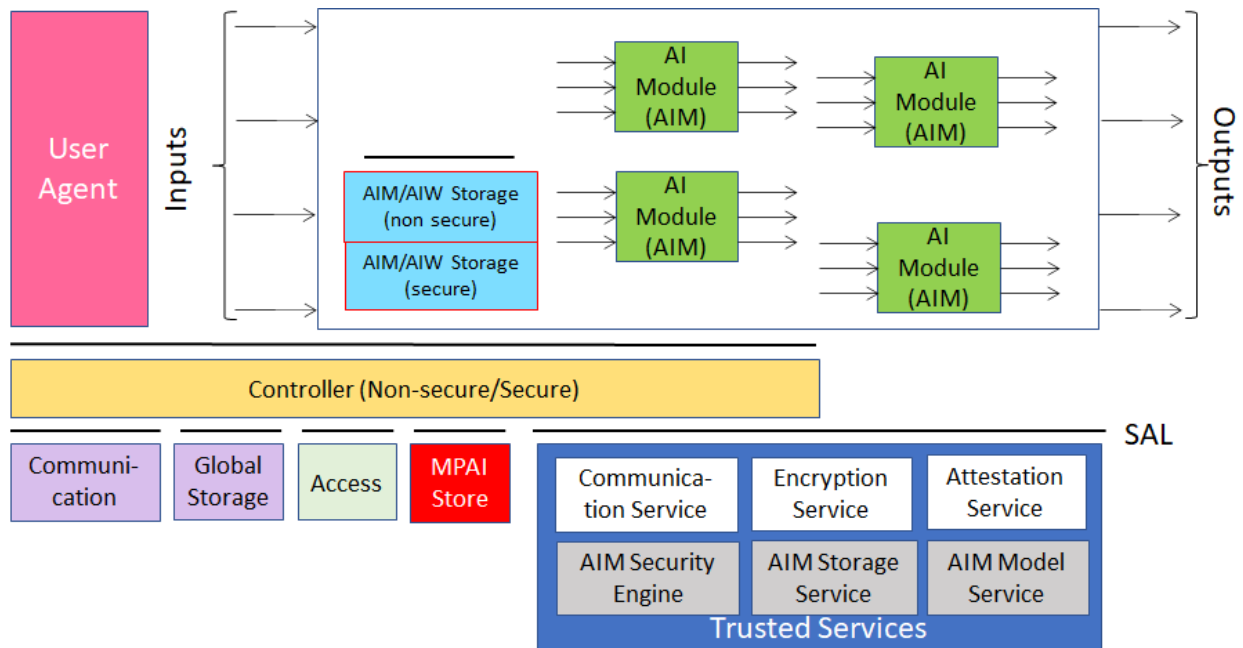 User
Agent
Inputs
AIM/AIW Storage
(non secure)
AIM/AIW Storage
(secure)
AI
Module
(AIM)
AI
Module
(AIM)
AI
Module
(AIM)
AI
Module
(AIM)
Outputs
Controller (Non-secure/Secure)
SAL
Communi-
cation
Global
Storage
Access
MPAI
Store
Communica-
tion Service
Encryption
Service
Attestation
Service
AIM Security
Engine
AIM Storage
Service
AIM Model
Service
Trusted Services